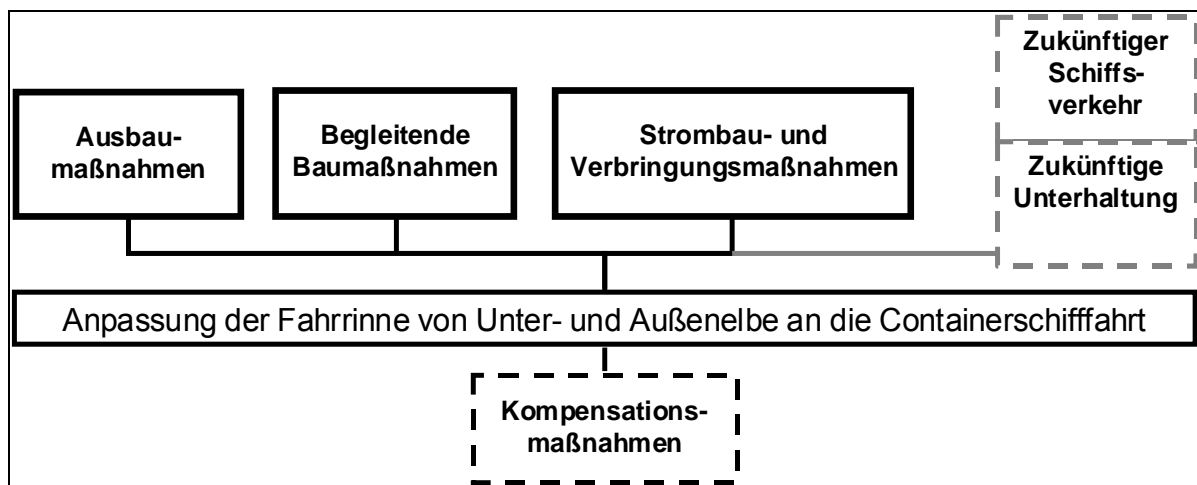 Ausbau-
maßnahmen
Begleitende
Baumaßnahmen
Strombau- und
Verbringungsmaßnahmen
Zukünftiger
Schiffs-
verkehr
Zukünftige
Unterhaltung
Anpassung der Fahrrinne von Unter- und Außenelbe an die Containerschifffahrt
Kompensations-
maßnahmen